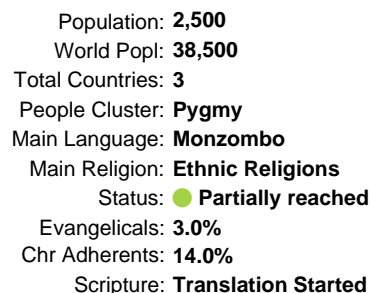 Population: 2,500
World Popl: 38,500
Total Countries: 3
People Cluster: Pygmy
Main Language: Monzombo
Main Religion: Ethnic Religions
Status: Partially reached
Evangelicals: 3.0%
Chr Adherents: 14.0%
Scripture: Translation Started